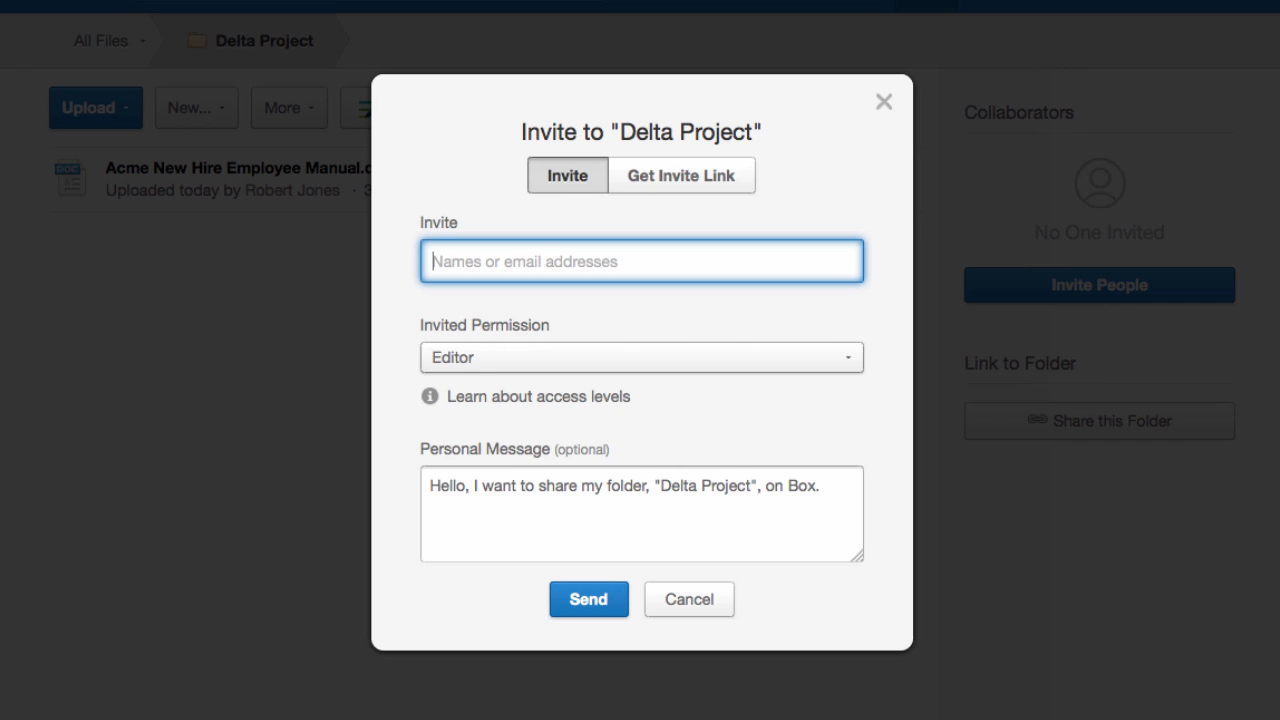 All Files
Delta Project
Upload
New...
More
DOC
Acme New Hire Employee Manual.
Uploaded today by Robert Jones ·
Invite to "Delta Project"
Invite
Get Invite Link
Invite
Names or email addresses
Invited Permission
Editor
Learn about access levels
Personal Message (optional)
Hello, I want to share my folder, "Delta Project", on Box.
Send
Cancel
Collaborators
No One Invited
Invite People
Link to Folder
Share this Folder